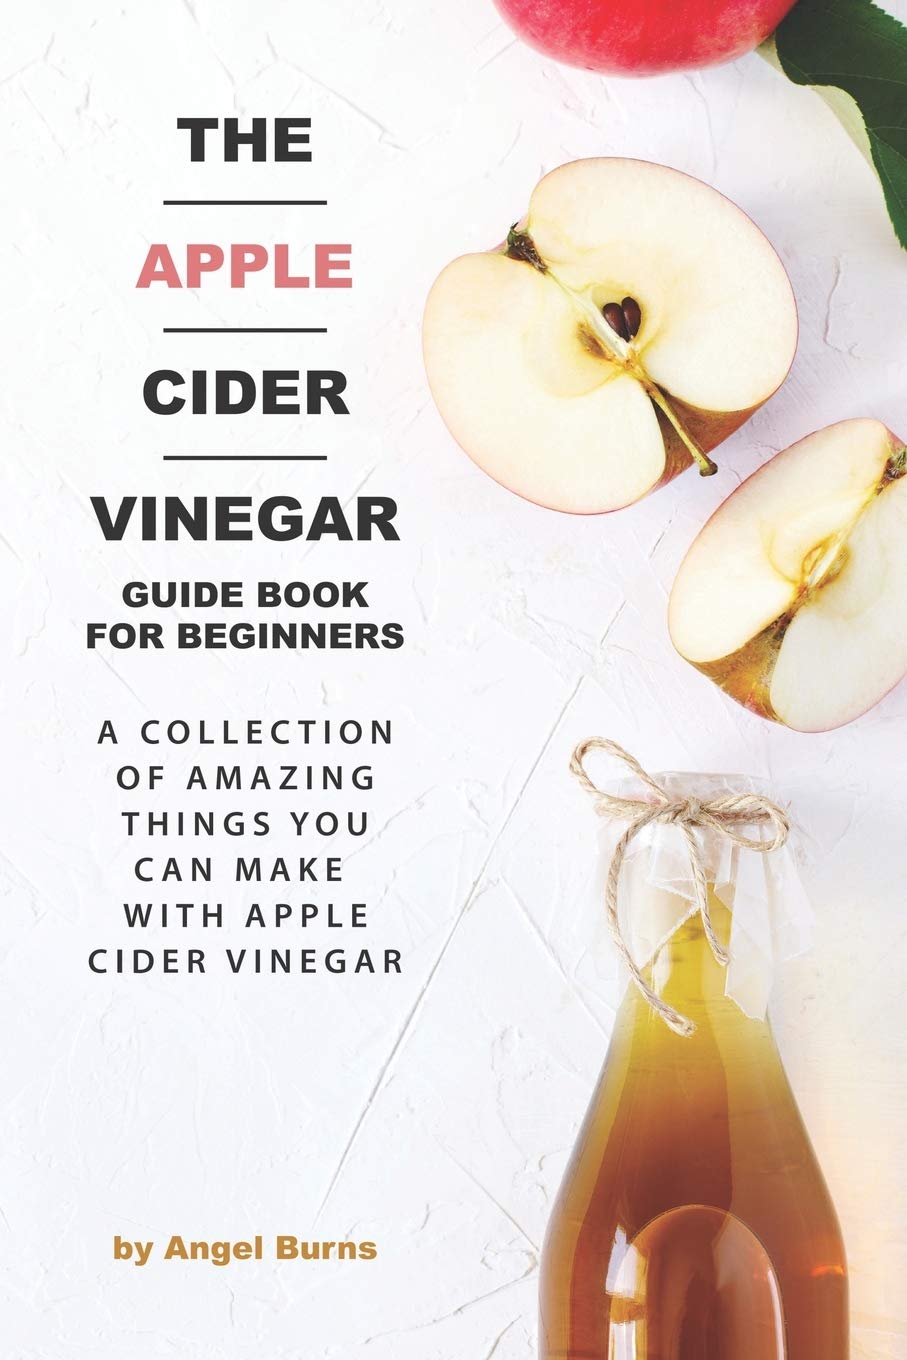 THE
APPLE
CIDER
VINEGAR
GUIDE BOOK
FOR BEGINNERS
A COLLECTION
OF AMAZING
THINGS YOU
CAN MAKE
WITH APPLE
CIDER VINEGAR
by Angel Burns